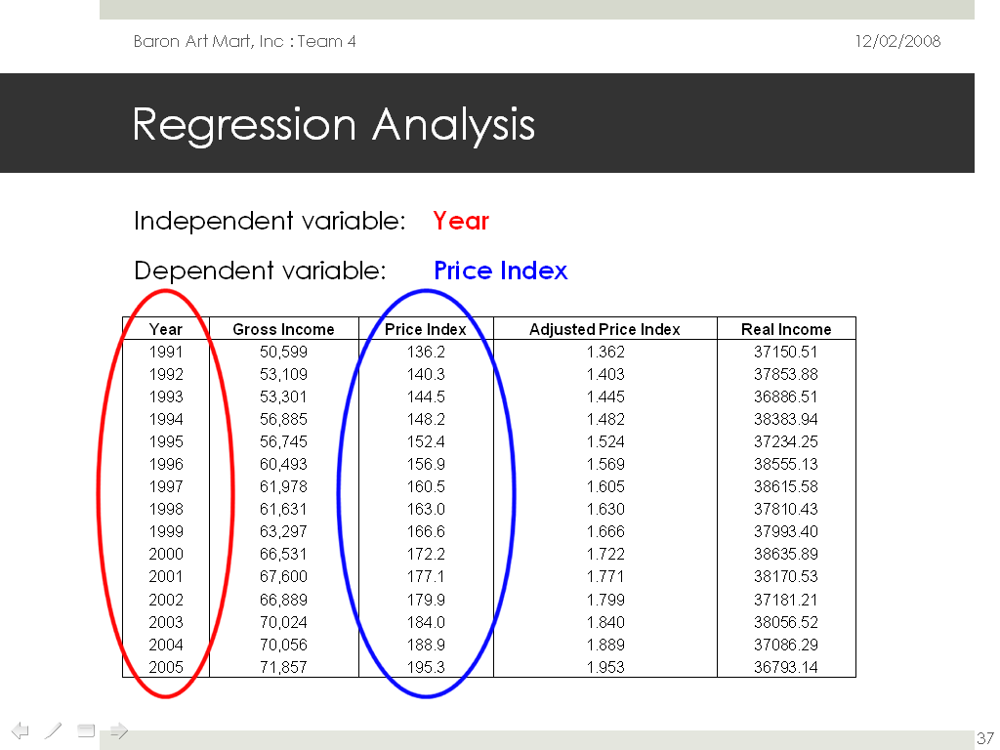 Baron Art Mart, Inc : Team 4 12/02/2008
Regression Analysis
Independent variable: Year
Dependent variable: Price Index
Year Gross Income Price Index Adjusted Price Index Real Income
1991 50,599 136.2 1.362 37150.51
1992 53,109 140.3 1.403 37853.88
1993 53,301 144.5 1.445 36886.51
1994 56,885 148.2 1.482 38383.94
1995 56,745 152.4 1.524 37234.25
1996 60,493 156.9 1.569 38555.13
1997 61,978 160.5 1.605 38615.58
1998 61,631 163.0 1.630 37810.43
1999 63,297 166.6 1.666 37993.40
2000 66,531 172.2 1.722 38635.89
2001 67,600 177.1 1.771 38170.53
2002 66,889 179.9 1.799 37181.21
2003 70,024 184.0 1.840 38056.52
2004 70,056 188.9 1.889 37086.29
2005 71,857 195.3 1.953 36793.14
37